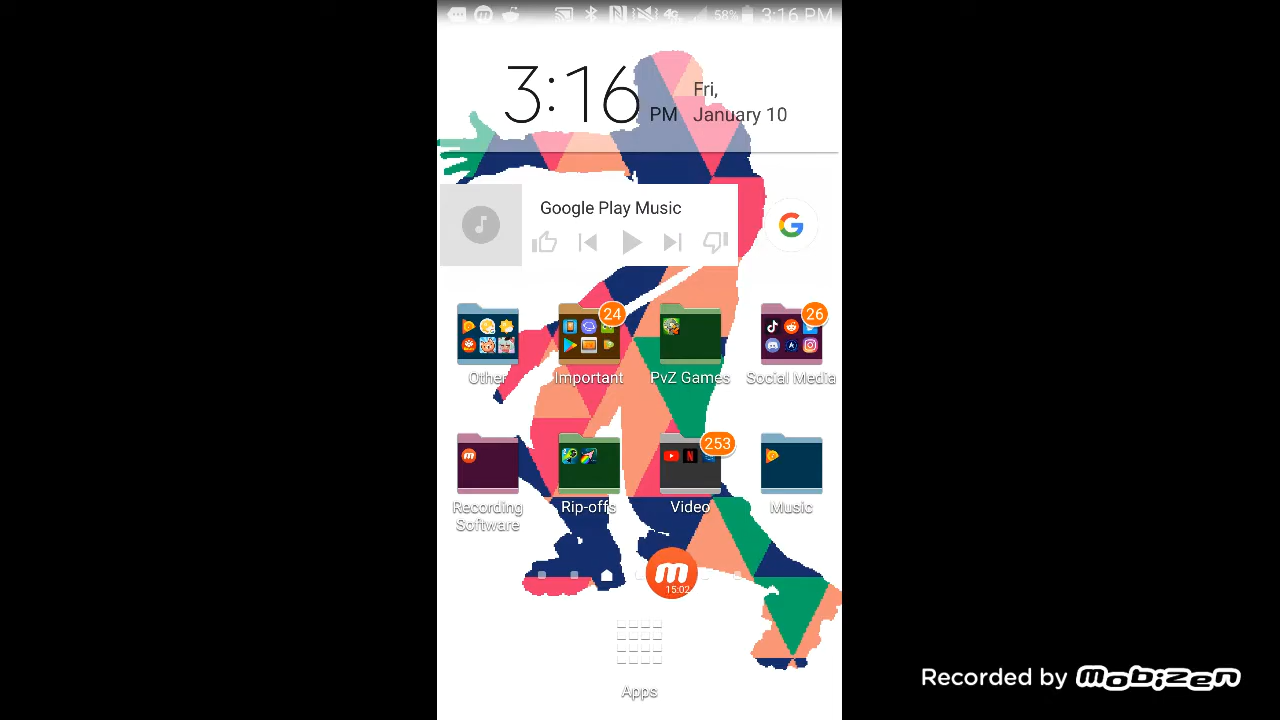 4G 58% 3:16 PM
3:16 PM
Fri,
January 10
Google Play Music
24
26
Other
Important
PvZ Games
Social Media
253
Recording
Software
Rip-offs
Video
Music
15:02
Apps
Recorded by mobizen